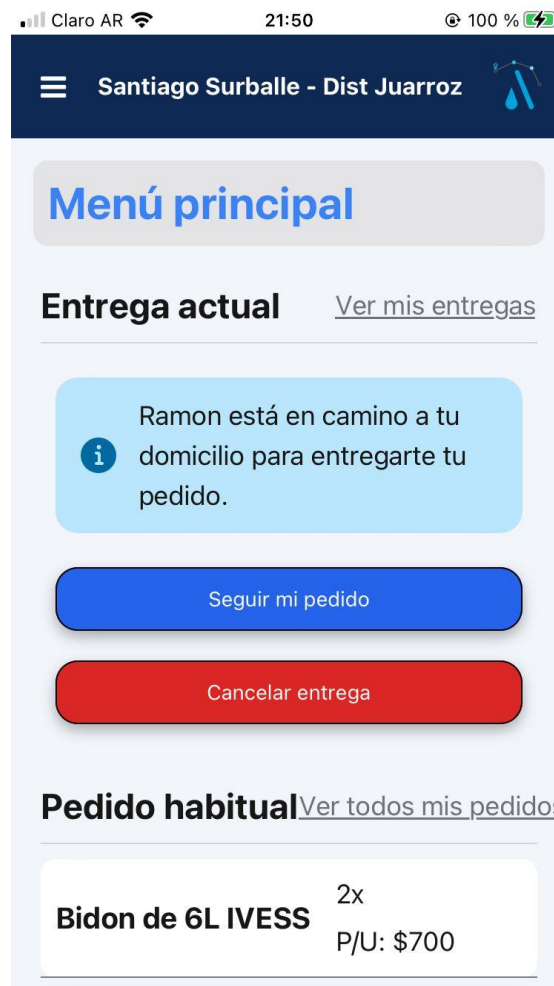 Claro AR 21:50 100 %
Santiago Surballe - Dist Juarroz
Menú principal
Entrega actual Ver mis entregas
Ramon está en camino a tu
domicilio para entregarte tu
pedido.
Seguir mi pedido
Cancelar entrega
Pedido habitual Ver todos mis pedidos
Bidon de 6L IVESS
2x
P/U: $700